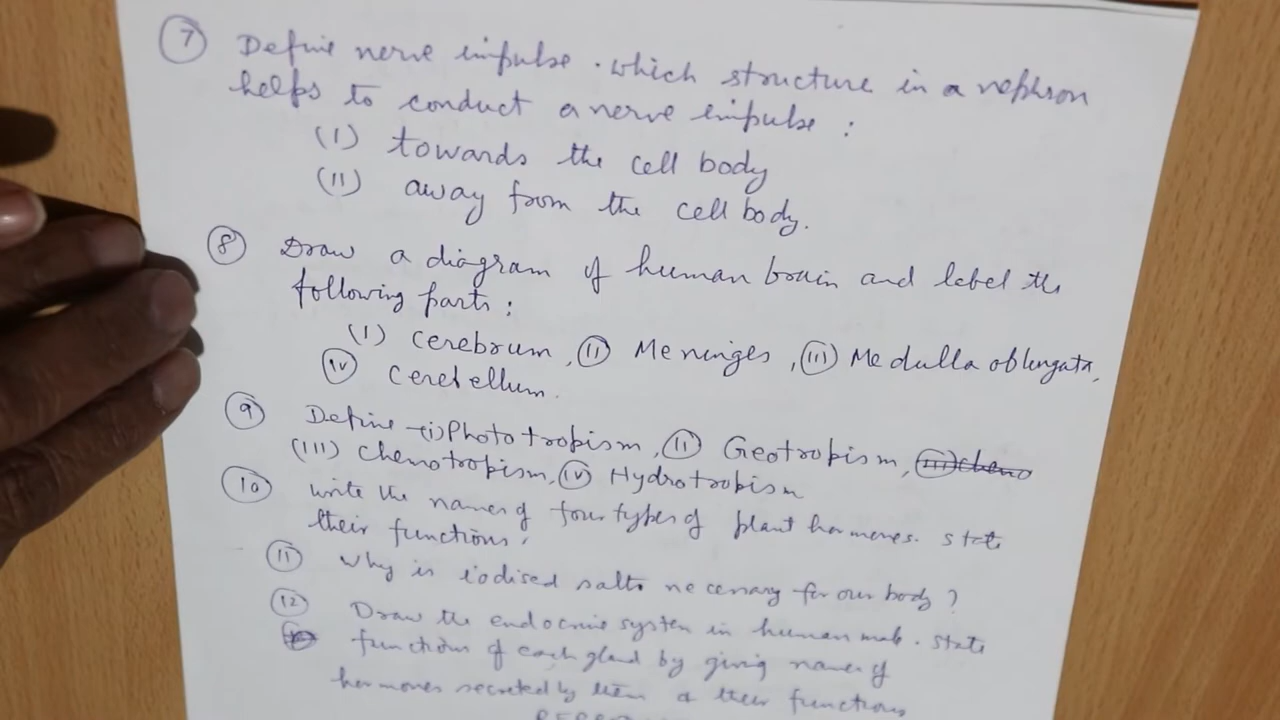 7 Define nerve impulse. which structure in a nephron
helps to conduct a nerve impulse :
(I) towards the cell body
(II) away from the cell body.
8 Draw a diagram of human brain and label the
following parts :
(I) Cerebrum, (II) Meninges, (III) Medulla oblongata,
(IV) Cerebellum.
9 Define (i) Phototropism, (II) Geotropism, (III) chemo
(III) Chemotropism, (IV) Hydrotropism
10 Write the names of four types of plant hormones. state
their functions.
11 Why is iodised salts necessary for our body ?
12 Draw the endocrine system in human male. state
functions of each gland by giving names of
hormones secreted by them & their functions